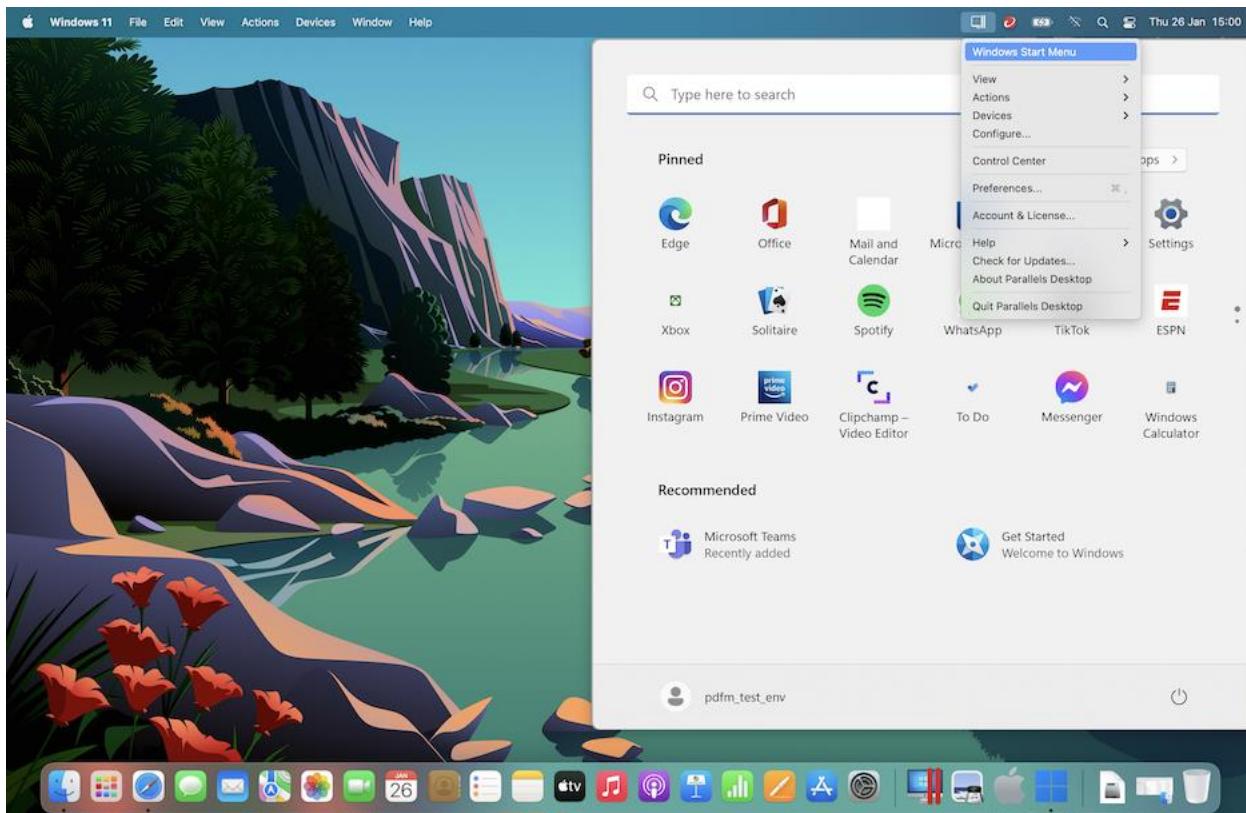 Windows 11 File Edit View Actions Devices Window Help Thu 26 Jan 15:00
Windows Start Menu
View
Actions
Devices
Configure...
Control Center
Preferences... ⌘ ,
Account & License...
Help
Check for Updates...
About Parallels Desktop
Quit Parallels Desktop
Type here to search
Pinned
Edge
Office
Mail and
Calendar
Settings
Xbox
Solitaire
Spotify
WhatsApp
TikTok
ESPN
Instagram
prime
video
Prime Video
Clipchamp –
Video Editor
To Do
Messenger
Windows
Calculator
Recommended
Microsoft Teams
Recently added
Get Started
Welcome to Windows
pdfm_test_env
JAN
26
tv